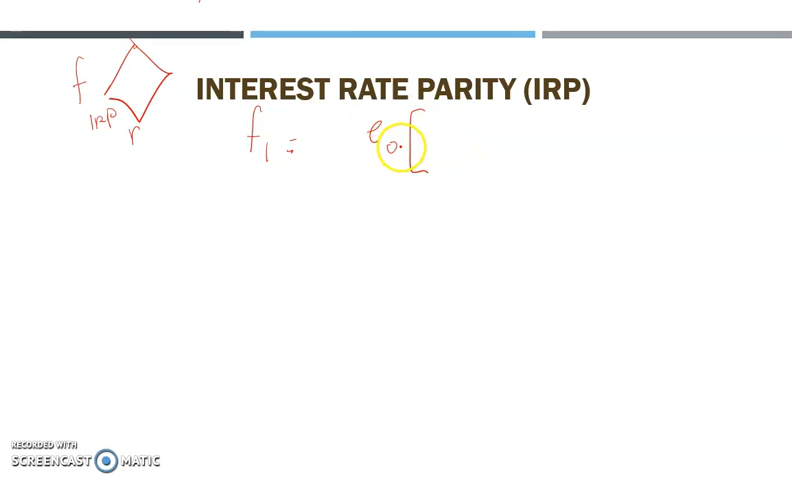 f
IRP
r
INTEREST RATE PARITY (IRP)
f1 = e0 . [
RECORDED WITH
SCREENCAST MATIC